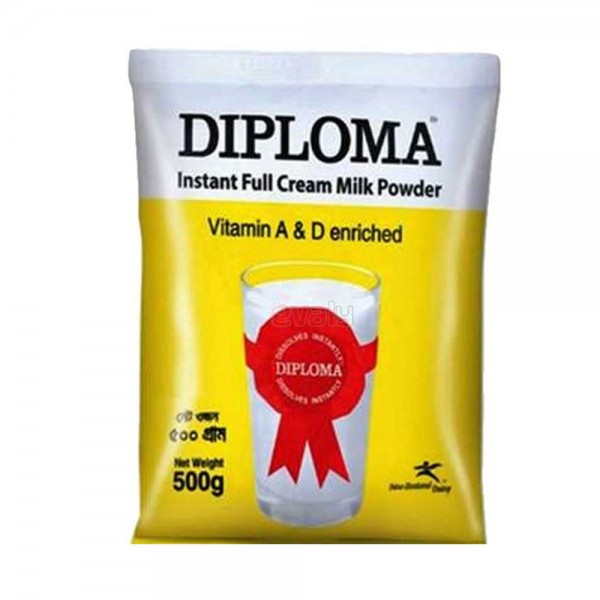 DIPLOMA®
Instant Full Cream Milk Powder
Vitamin A & D enriched
evaly
DISSOLVES INSTANTLY
DIPLOMA
DISSOLVES INSTANTLY
নেট ওজন
৫০০ গ্রাম
Net Weight
500g
New Zealand Dairy